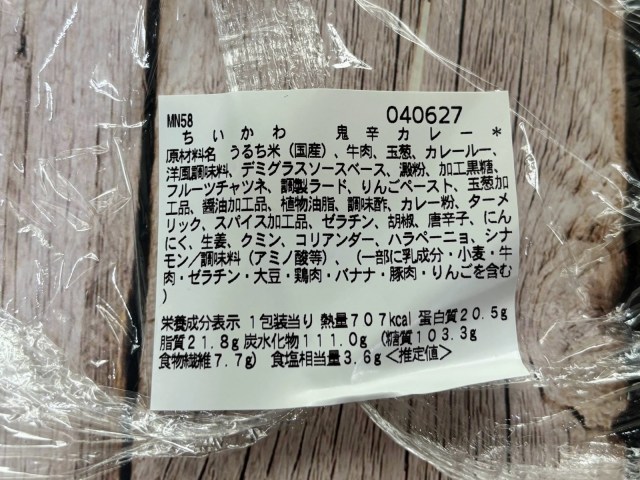 MN58 040627
ちいかわ 鬼辛カレー*
原材料名 うるち米(国産)、牛肉、玉葱、カレールー、
洋風調味料、デミグラスソースベース、澱粉、加工黒糖、
フルーツチャツネ、調製ラード、りんごペースト、玉葱加
工品、醤油加工品、植物油脂、調味酢、カレー粉、ターメ
リック、スパイス加工品、ゼラチン、胡椒、唐辛子、にん
にく、生姜、クミン、コリアンダー、ハラペーニョ、シナ
モン/調味料(アミノ酸等)、(一部に乳成分・小麦・牛
肉・ゼラチン・大豆・鶏肉・バナナ・豚肉・りんごを含む
)
栄養成分表示 1包装当り 熱量707kcal 蛋白質20.5g
脂質21.8g 炭水化物111.0g (糖質103.3g
食物繊維7.7g) 食塩相当量3.6g<推定値>